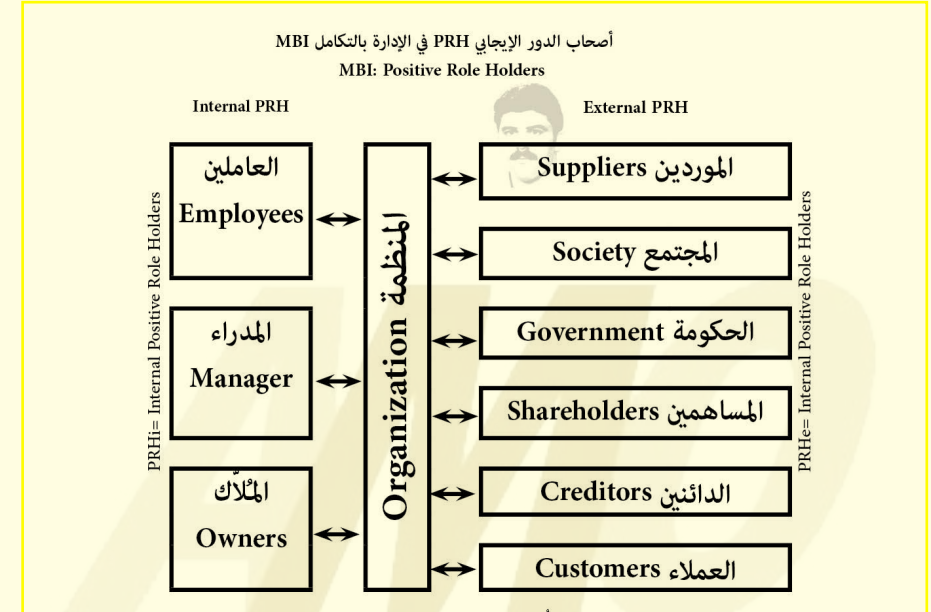 أصحاب الدور الإيجابي PRH في الإدارة بالتكامل MBI
MBI: Positive Role Holders
Internal PRH
External PRH
PRHi= Internal Positive Role Holders
العاملين
Employees
المدراء
Manager
المُلاّك
Owners
Organization المنظمة
Suppliers الموردين
Society المجتمع
Government الحكومة
Shareholders المساهمين
Creditors الدائنين
Customers العملاء
PRHe= Internal Positive Role Holders
AMO